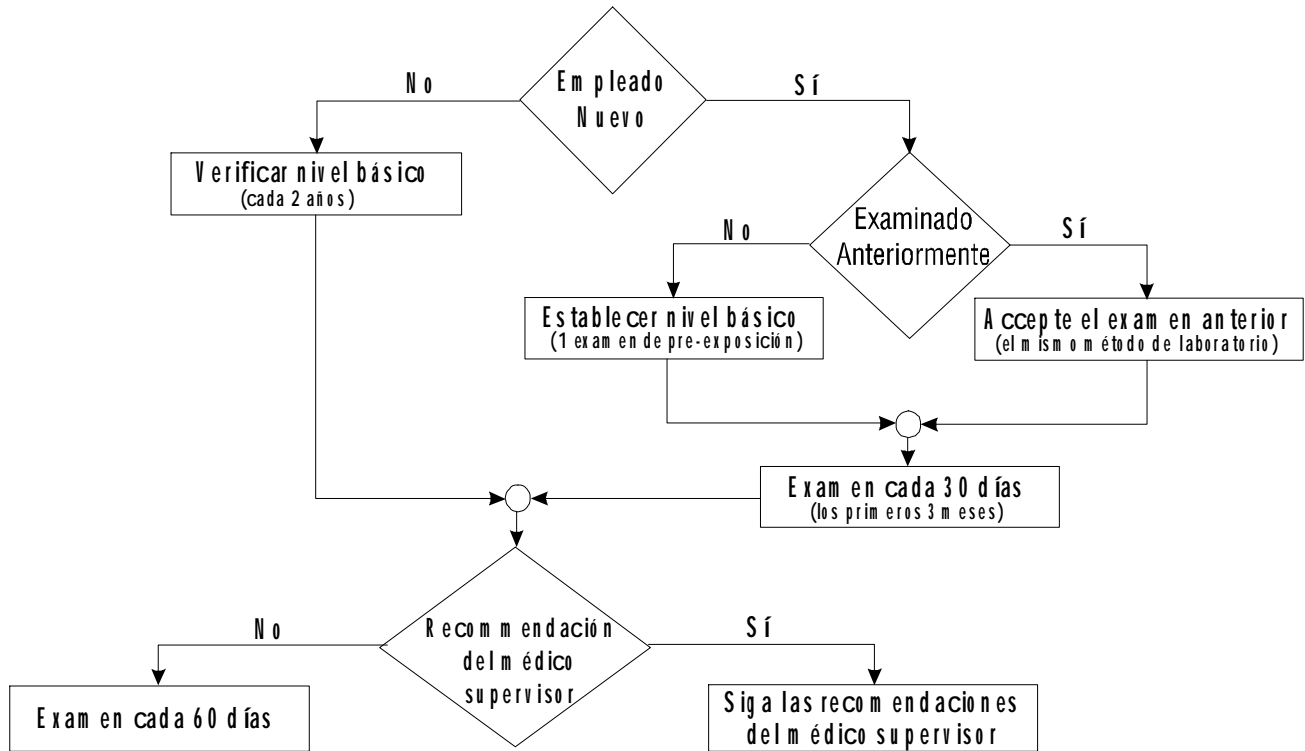 Empleado
Nuevo
No
Sí
Verificar nivel básico
(cada 2 años)
Examinado
Anteriormente
No
Sí
Establecer nivel básico
(1 examen de pre-exposición)
Accepte el examen anterior
(el mismo método de laboratorio)
Examen cada 30 días
(los primeros 3 meses)
Recommendación
del médico
supervisor
No
Sí
Examen cada 60 días
Siga las recomendaciones
del médico supervisor